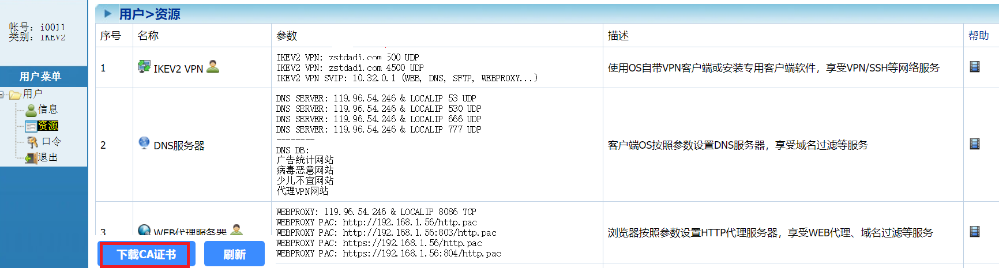 帐号: i0011
类别: IKEV2
用户菜单
用户
信息
资源
口令
退出
用户>资源
序号 名称 参数 描述 帮助
1 IKEV2 VPN
IKEV2 VPN: zstdadi.com 500 UDP
IKEV2 VPN: zstdadi.com 4500 UDP
IKEV2 VPN SVIP: 10.32.0.1 (WEB, DNS, SFTP, WEBPROXY...)
使用OS自带VPN客户端或安装专用客户端软件，享受VPN/SSH等网络服务
2 DNS服务器
DNS SERVER: 119.96.54.246 & LOCALIP 53 UDP
DNS SERVER: 119.96.54.246 & LOCALIP 530 UDP
DNS SERVER: 119.96.54.246 & LOCALIP 666 UDP
DNS SERVER: 119.96.54.246 & LOCALIP 777 UDP
--------
DNS DB:
广告统计网站
病毒恶意网站
少儿不宜网站
代理VPN网站
客户端OS按照参数设置DNS服务器，享受域名过滤等服务
3 WEB代理服务器
WEBPROXY: 119.96.54.246 & LOCALIP 8086 TCP
WEBPROXY PAC: http://192.168.1.56/http.pac
WEBPROXY PAC: http://192.168.1.56:803/http.pac
WEBPROXY PAC: https://192.168.1.56/http.pac
WEBPROXY PAC: https://192.168.1.56:804/http.pac
浏览器按照参数设置HTTP代理服务器，享受WEB代理、域名过滤等服务
下载CA证书 刷新